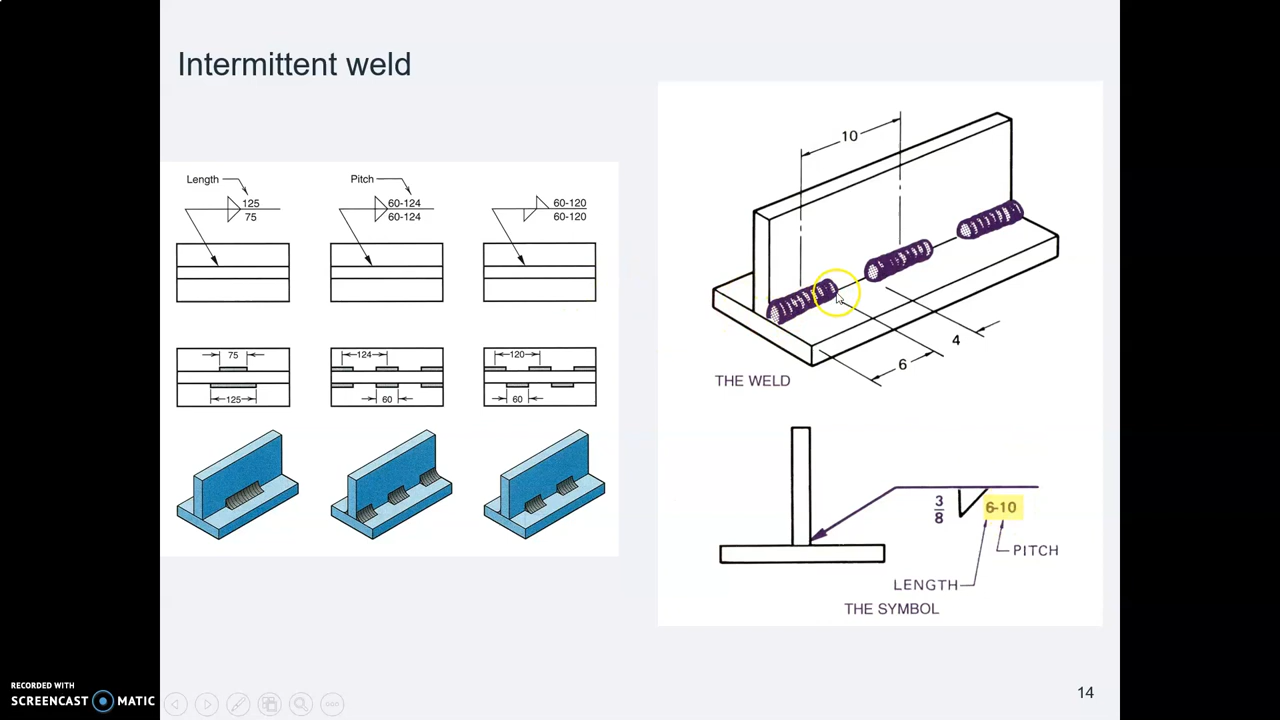 Intermittent weld
Length
125
75
Pitch
60-124
60-124
60-120
60-120
75
125
124
60
120
60
10
6
4
THE WELD
3
8
6-10
PITCH
LENGTH
THE SYMBOL
RECORDED WITH
SCREENCAST MATIC
14